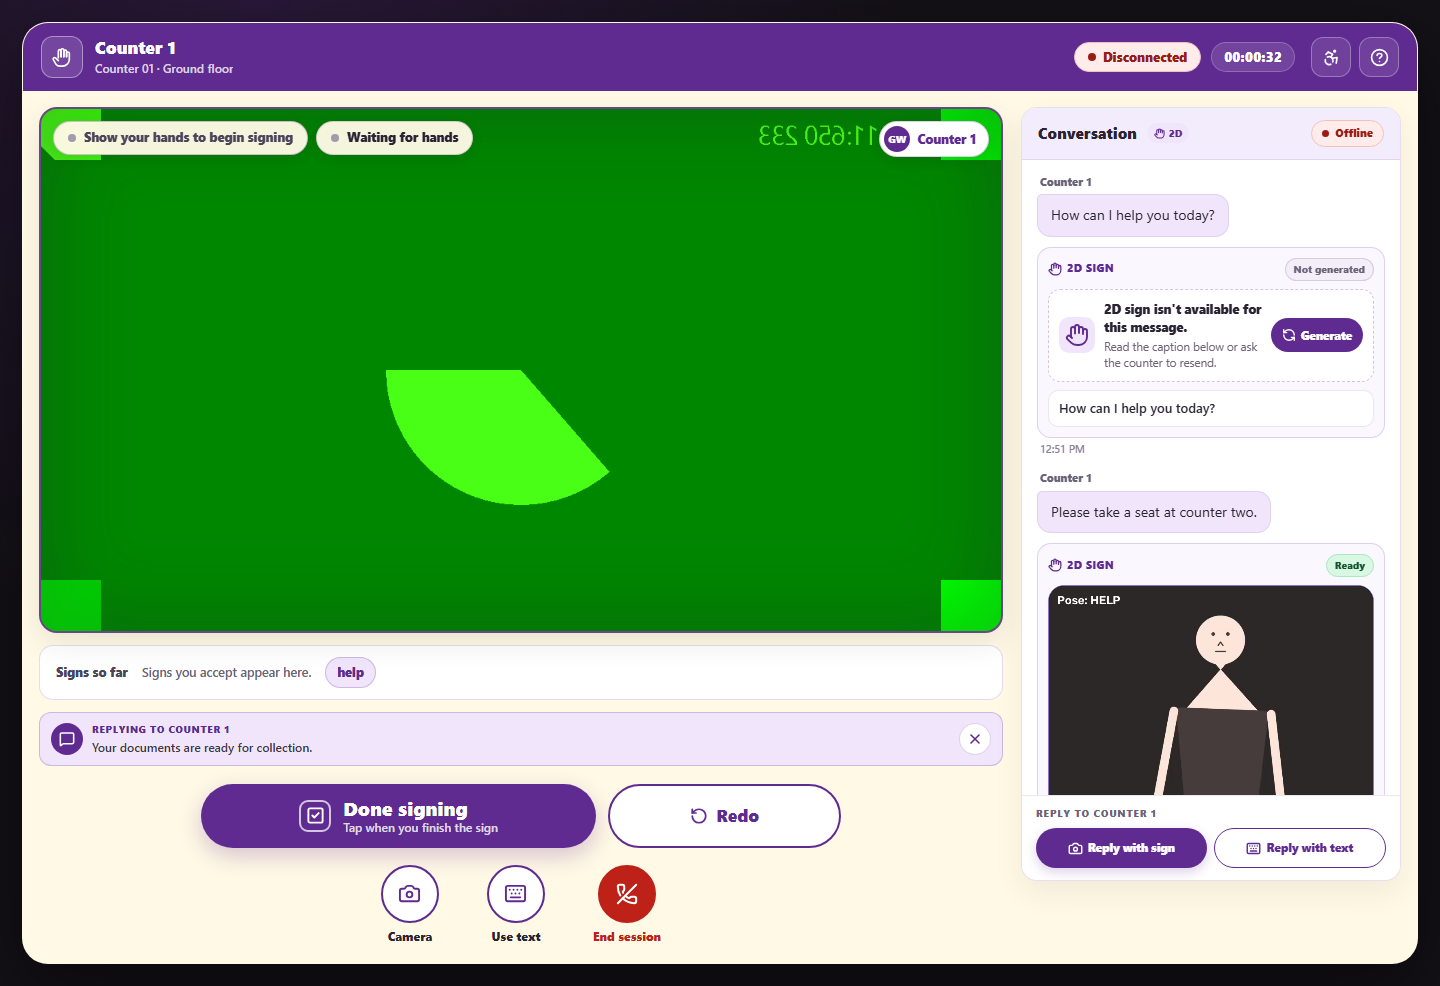 Counter 1
Counter 01 · Ground floor
Disconnected
00:00:32
Show your hands to begin signing
Waiting for hands
11:650 233
GW
Counter 1
Signs so far
Signs you accept appear here.
help
REPLYING TO COUNTER 1
Your documents are ready for collection.
Done signing
Tap when you finish the sign
Redo
Camera
Use text
End session
Conversation
2D
Offline
Counter 1
How can I help you today?
2D SIGN
Not generated
2D sign isn't available for
this message.
Read the caption below or ask
the counter to resend.
Generate
How can I help you today?
12:51 PM
Counter 1
Please take a seat at counter two.
2D SIGN
Ready
Pose: HELP
REPLY TO COUNTER 1
Reply with sign
Reply with text